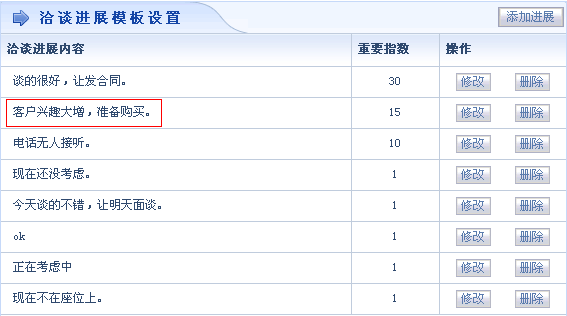 洽谈进展模板设置 添加进展
洽谈进展内容 重要指数 操作
谈的很好，让发合同。 30 修改 删除
客户兴趣大增，准备购买。 15 修改 删除
电话无人接听。 10 修改 删除
现在还没考虑。 1 修改 删除
今天谈的不错，让明天面谈。 1 修改 删除
ok 1 修改 删除
正在考虑中 1 修改 删除
现在不在座位上。 1 修改 删除